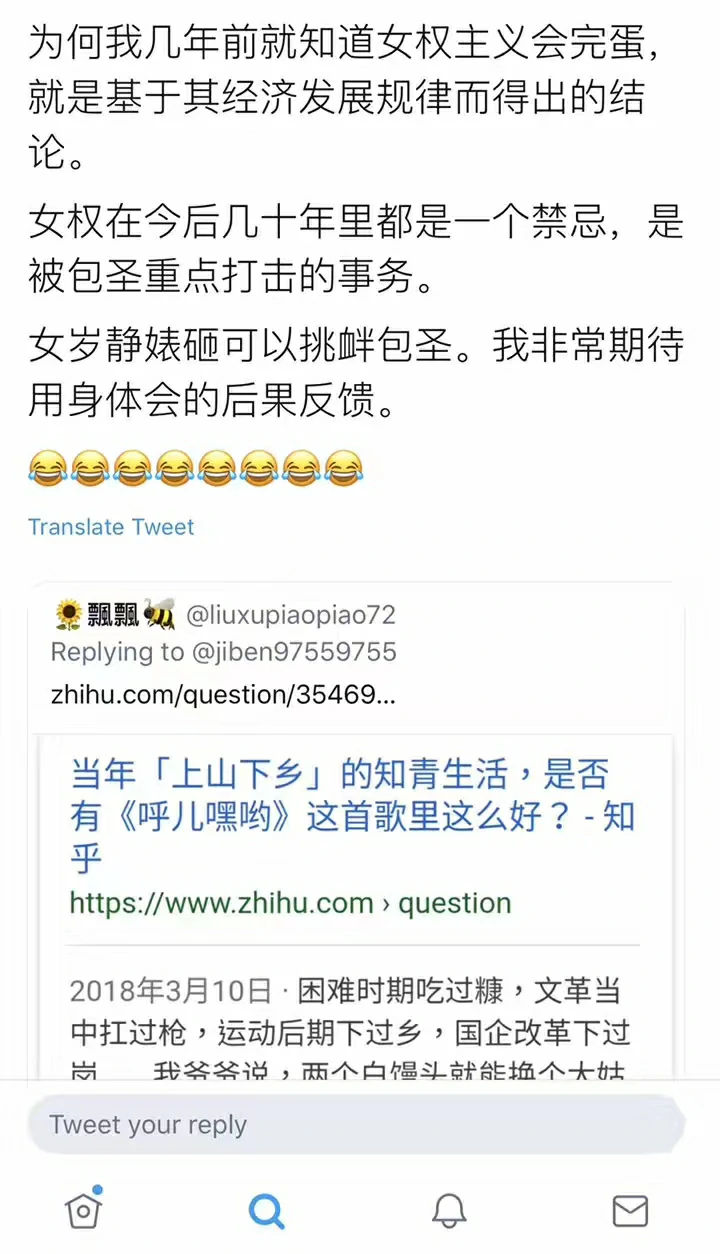 为何我几年前就知道女权主义会完蛋，
就是基于其经济发展规律而得出的结
论。
女权在今后几十年里都是一个禁忌，是
被包圣重点打击的事务。
女岁静婊砸可以挑衅包圣。我非常期待
用身体会的后果反馈。
😂😂😂😂😂😂😂😂
Translate Tweet
🌻飄飄🐝 @liuxupiaopiao72
Replying to @jiben97559755
zhihu.com/question/35469...
当年「上山下乡」的知青生活，是否
有《呼儿嘿哟》这首歌里这么好？ - 知
乎
https://www.zhihu.com › question
2018年3月10日 · 困难时期吃过糠，文革当
中扛过枪，运动后期下过乡，国企改革下过
岗 我爷爷说，两个白馒头就能换个大姑
Tweet your reply